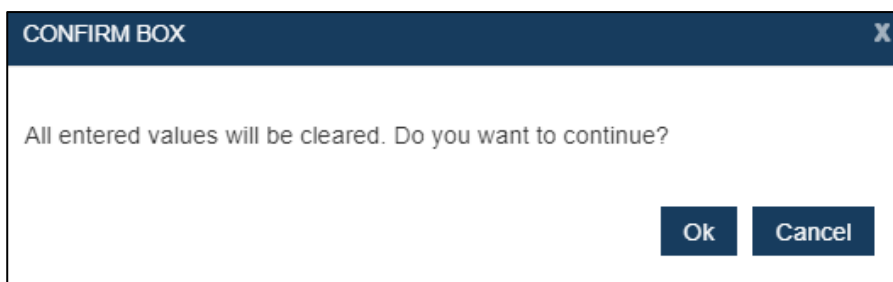 CONFIRM BOX X
All entered values will be cleared. Do you want to continue?
Ok Cancel